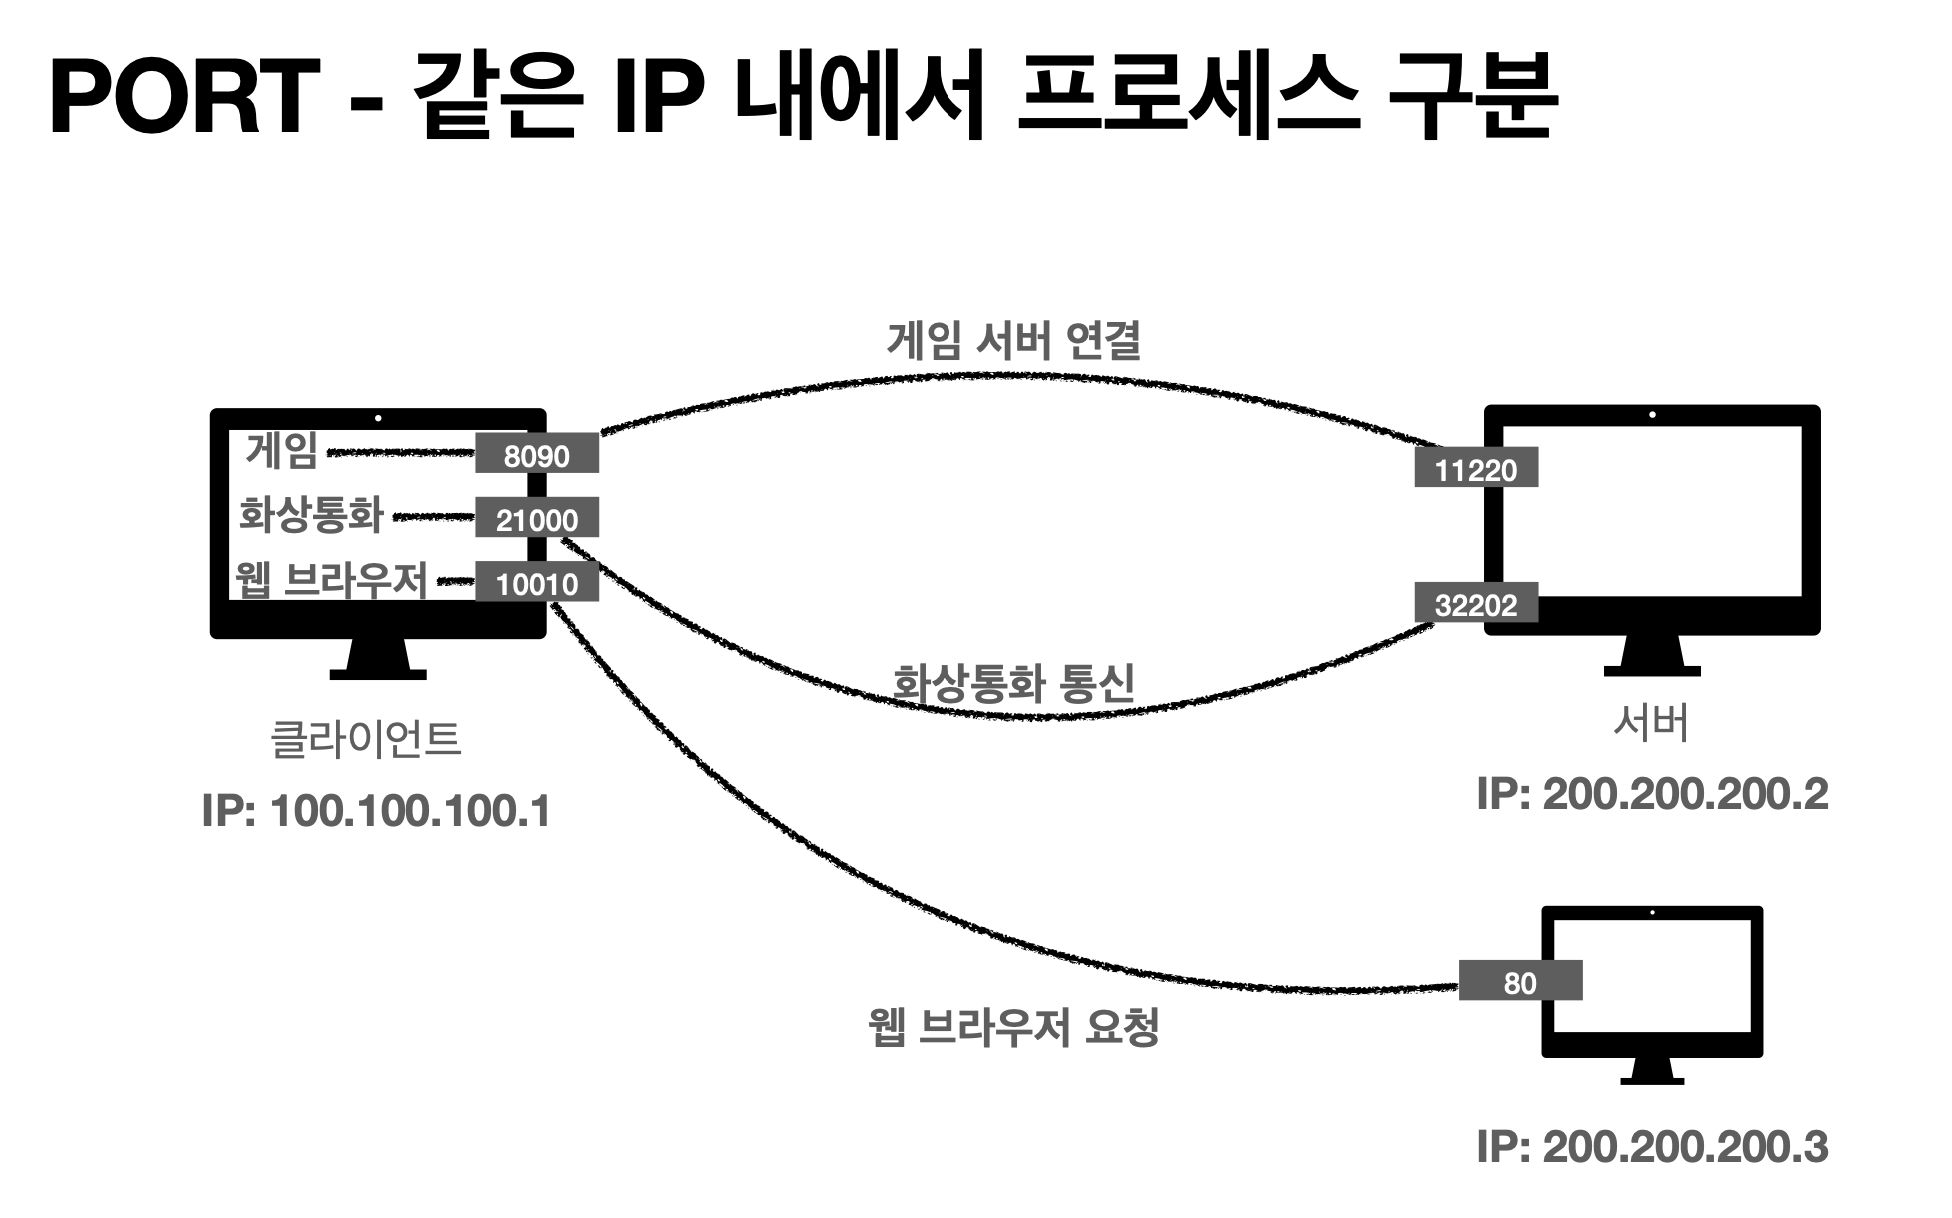 PORT - 같은 IP 내에서 프로세스 구분
게임 서버 연결
게임
8090
11220
화상통화
21000
웹 브라우저
10010
32202
화상통화 통신
클라이언트
서버
IP: 100.100.100.1
IP: 200.200.200.2
80
웹 브라우저 요청
IP: 200.200.200.3